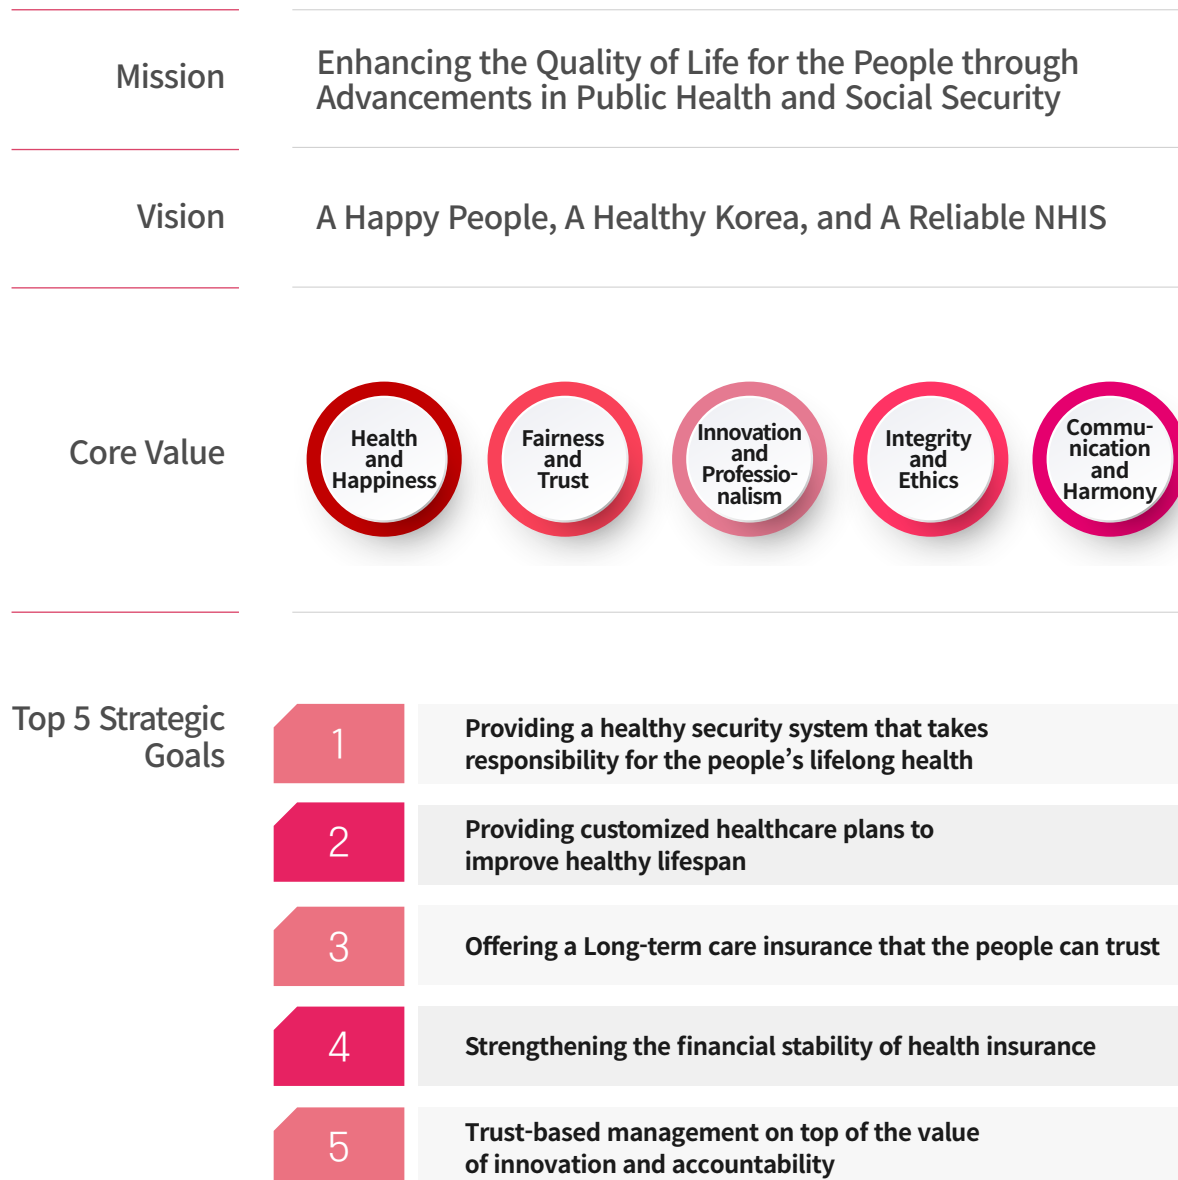 Mission
Enhancing the Quality of Life for the People through
Advancements in Public Health and Social Security
Vision
A Happy People, A Healthy Korea, and A Reliable NHIS
Core Value
Health
and
Happiness
Fairness
and
Trust
Innovation
and
Professio-
nalism
Integrity
and
Ethics
Commu-
nication
and
Harmony
Top 5 Strategic
Goals
1
Providing a healthy security system that takes
responsibility for the people's lifelong health
2
Providing customized healthcare plans to
improve healthy lifespan
3
Offering a Long-term care insurance that the people can trust
4
Strengthening the financial stability of health insurance
5
Trust-based management on top of the value
of innovation and accountability